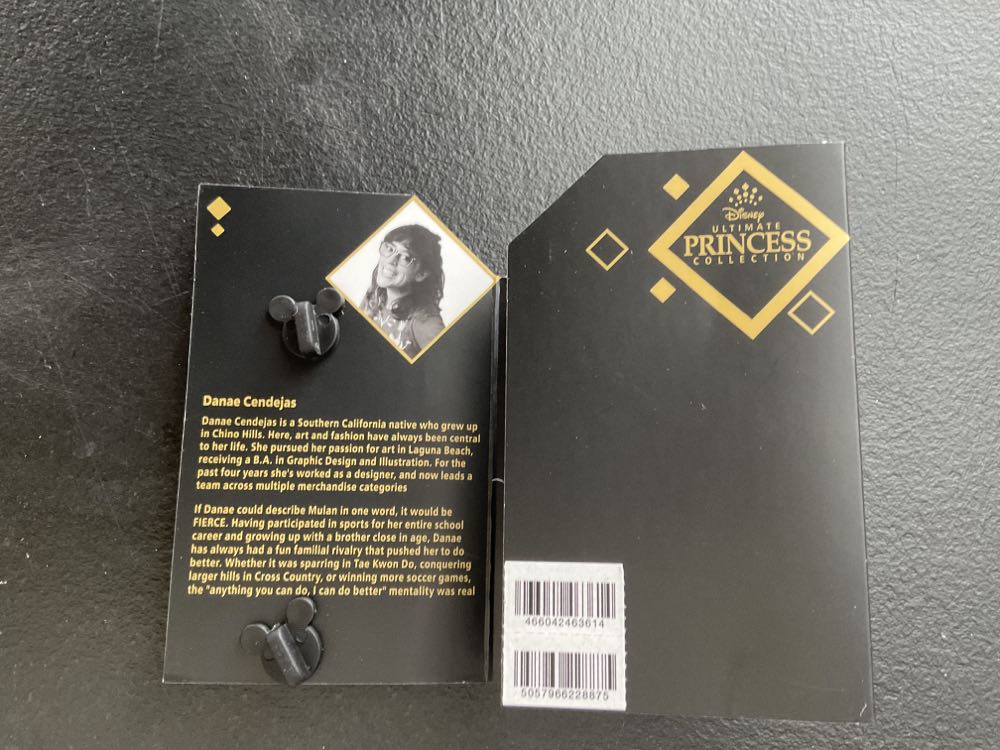 Danae Cendejas
Danae Cendejas is a Southern California native who grew up
in Chino Hills. Here, art and fashion have always been central
to her life. She pursued her passion for art in Laguna Beach,
receiving a B.A. in Graphic Design and Illustration. For the
past four years she's worked as a designer, and now leads a
team across multiple merchandise categories
If Danae could describe Mulan in one word, it would be
FIERCE. Having participated in sports for her entire school
career and growing up with a brother close in age, Danae
has always had a fun familial rivalry that pushed her to do
better. Whether it was sparring in Tae Kwon Do, conquering
larger hills in Cross Country, or winning more soccer games,
the "anything you can do, I can do better" mentality was real
Disney
ULTIMATE
PRINCESS
COLLECTION
466042463614
5057966228875